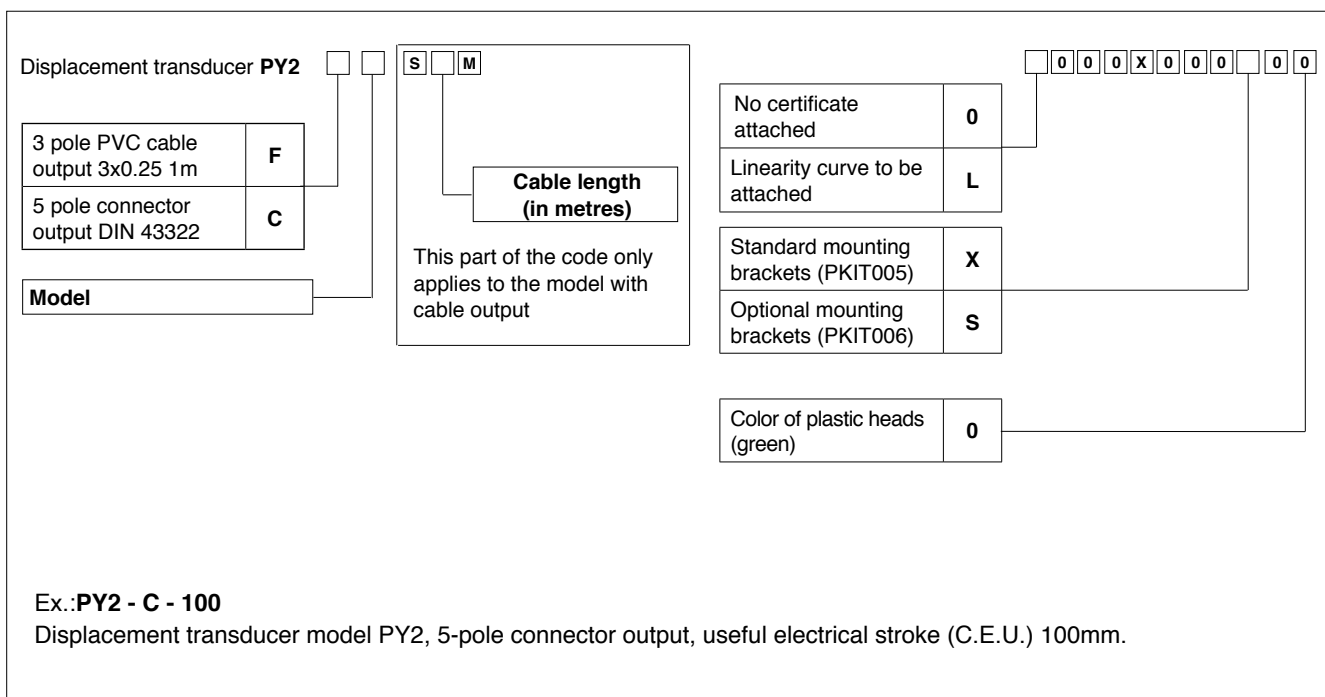 Displacement transducer PY2
S M
0 0 0 X 0 0 0 0 0
3 pole PVC cable
output 3x0.25 1m
F
5 pole connector
output DIN 43322
C
Model
Cable length
(in metres)
This part of the code only
applies to the model with
cable output
No certificate
attached
0
Linearity curve to be
attached
L
Standard mounting
brackets (PKIT005)
X
Optional mounting
brackets (PKIT006)
S
Color of plastic heads
(green)
0
Ex.:PY2 - C - 100
Displacement transducer model PY2, 5-pole connector output, useful electrical stroke (C.E.U.) 100mm.